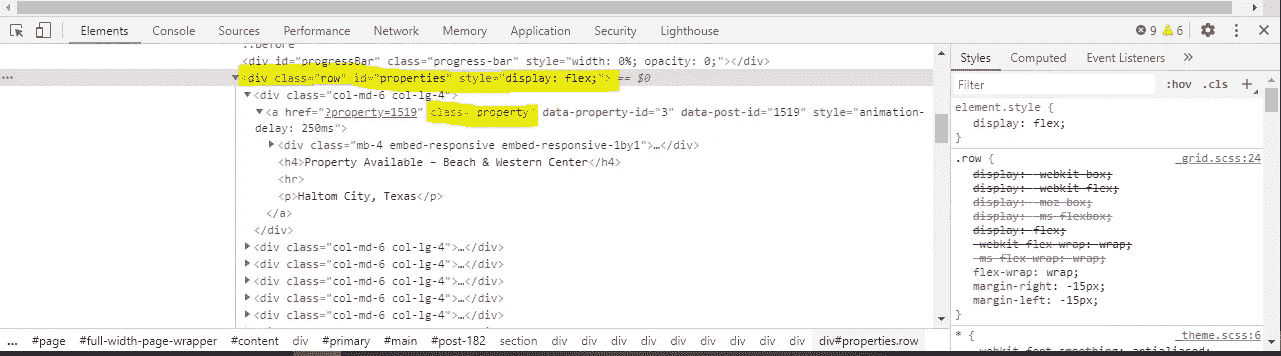 Elements Console Sources Performance Network Memory Application Security Lighthouse 9 6
::before
<div id="progressBar" class="progress-bar" style="width: 0%; opacity: 0;"></div>
... <div class="row" id="properties" style="display: flex;"> == $0
<div class="col-md-6 col-lg-4">
<a href="?property=1519" class="property" data-property-id="3" data-post-id="1519" style="animation-
delay: 250ms">
<div class="mb-4 embed-responsive embed-responsive-1by1">…</div>
<h4>Property Available – Beach & Western Center</h4>
<hr>
<p>Haltom City, Texas</p>
</a>
</div>
<div class="col-md-6 col-lg-4">…</div>
<div class="col-md-6 col-lg-4">…</div>
<div class="col-md-6 col-lg-4">…</div>
<div class="col-md-6 col-lg-4">…</div>
<div class="col-md-6 col-lg-4">…</div>
... #page #full-width-page-wrapper #content div #primary #main #post-182 section div div div div div div div div div#properties.row
Styles Computed Event Listeners »
Filter :hov .cls +
element.style {
display: flex;
}
.row { _grid.scss:24
display: -webkit-box;
display: -webkit-flex;
display: -moz-box;
display: -ms-flexbox;
display: flex;
-webkit-flex-wrap: wrap;
-ms-flex-wrap: wrap;
flex-wrap: wrap;
margin-right: -15px;
margin-left: -15px;
}
* { _theme.scss:6
-webkit-font-smoothing: antialiased;